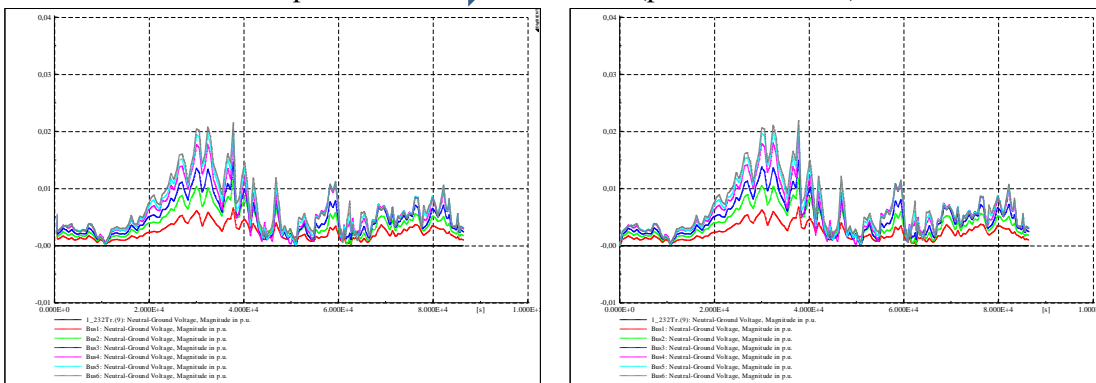 0,04
0,03
0,02
0,01
-0,00
-0,01
0.000E+0 2.000E+4 4.000E+4 6.000E+4 8.000E+4 [s] 1.000
1_232Tr.(9): Neutral-Ground Voltage, Magnitude in p.u.
Bus1: Neutral-Ground Voltage, Magnitude in p.u.
Bus2: Neutral-Ground Voltage, Magnitude in p.u.
Bus3: Neutral-Ground Voltage, Magnitude in p.u.
Bus4: Neutral-Ground Voltage, Magnitude in p.u.
Bus5: Neutral-Ground Voltage, Magnitude in p.u.
Bus6: Neutral-Ground Voltage, Magnitude in p.u.
0,04
0,03
0,02
0,01
-0,00
-0,01
0.000E+0 2.000E+4 4.000E+4 6.000E+4 8.000E+4 [s] 1.000
1_232Tr.(9): Neutral-Ground Voltage, Magnitude in p.u.
Bus1: Neutral-Ground Voltage, Magnitude in p.u.
Bus2: Neutral-Ground Voltage, Magnitude in p.u.
Bus3: Neutral-Ground Voltage, Magnitude in p.u.
Bus4: Neutral-Ground Voltage, Magnitude in p.u.
Bus5: Neutral-Ground Voltage, Magnitude in p.u.
Bus6: Neutral-Ground Voltage, Magnitude in p.u.